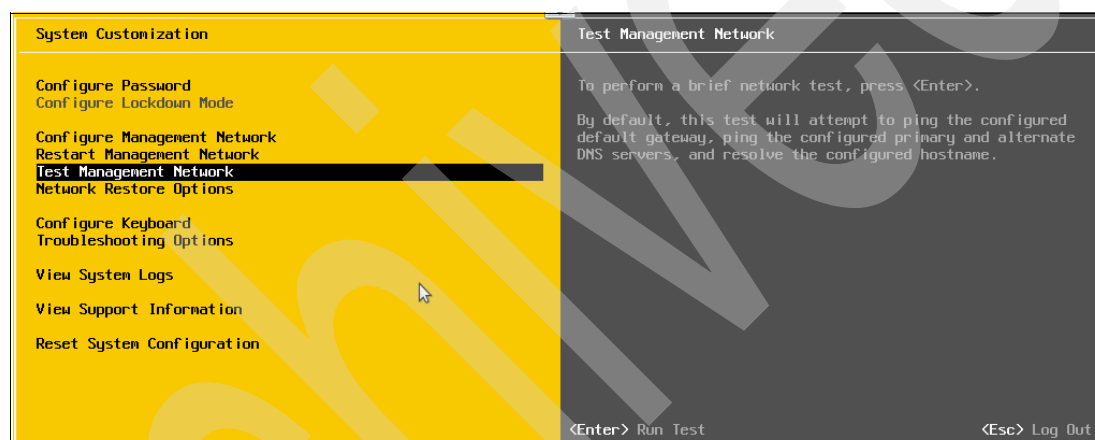 System Customization
Configure Password
Configure Lockdown Mode
Configure Management Network
Restart Management Network
Test Management Network
Network Restore Options
Configure Keyboard
Troubleshooting Options
View System Logs
View Support Information
Reset System Configuration
Test Management Network
To perform a brief network test, press <Enter>.
By default, this test will attempt to ping the configured
default gateway, ping the configured primary and alternate
DNS servers, and resolve the configured hostname.
<Enter> Run Test
<Esc> Log Out